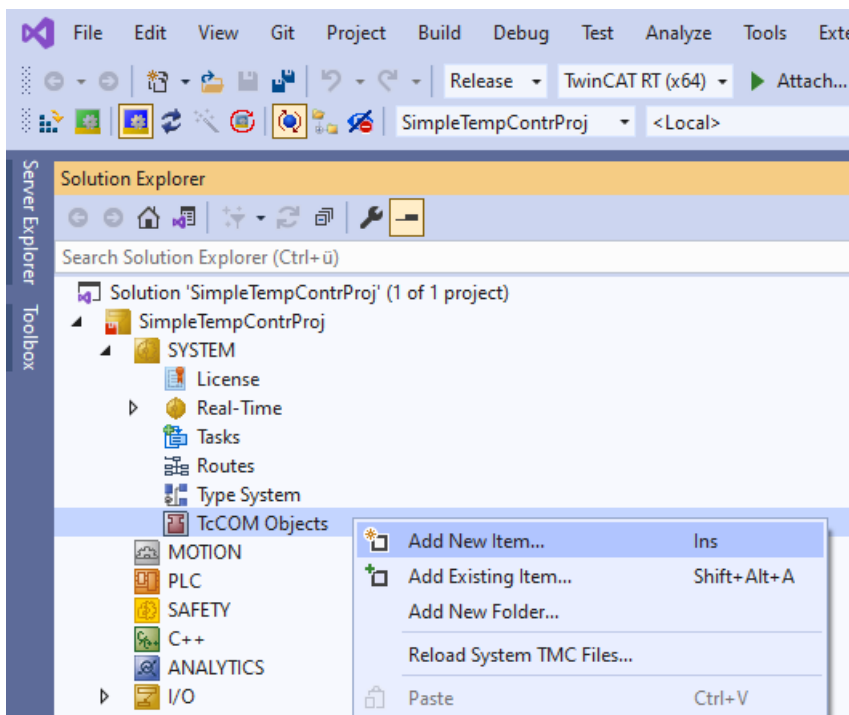 File Edit View Git Project Build Debug Test Analyze Tools Exte
Release TwinCAT RT (x64) Attach...
SimpleTempContrProj <Local>
Server Explorer
Toolbox
Solution Explorer
Search Solution Explorer (Ctrl+ü)
Solution 'SimpleTempContrProj' (1 of 1 project)
SimpleTempContrProj
SYSTEM
License
Real-Time
Tasks
Routes
Type System
TcCOM Objects
MOTION
PLC
SAFETY
C++
ANALYTICS
I/O
Add New Item... Ins
Add Existing Item... Shift+Alt+A
Add New Folder...
Reload System TMC Files...
Paste Ctrl+V